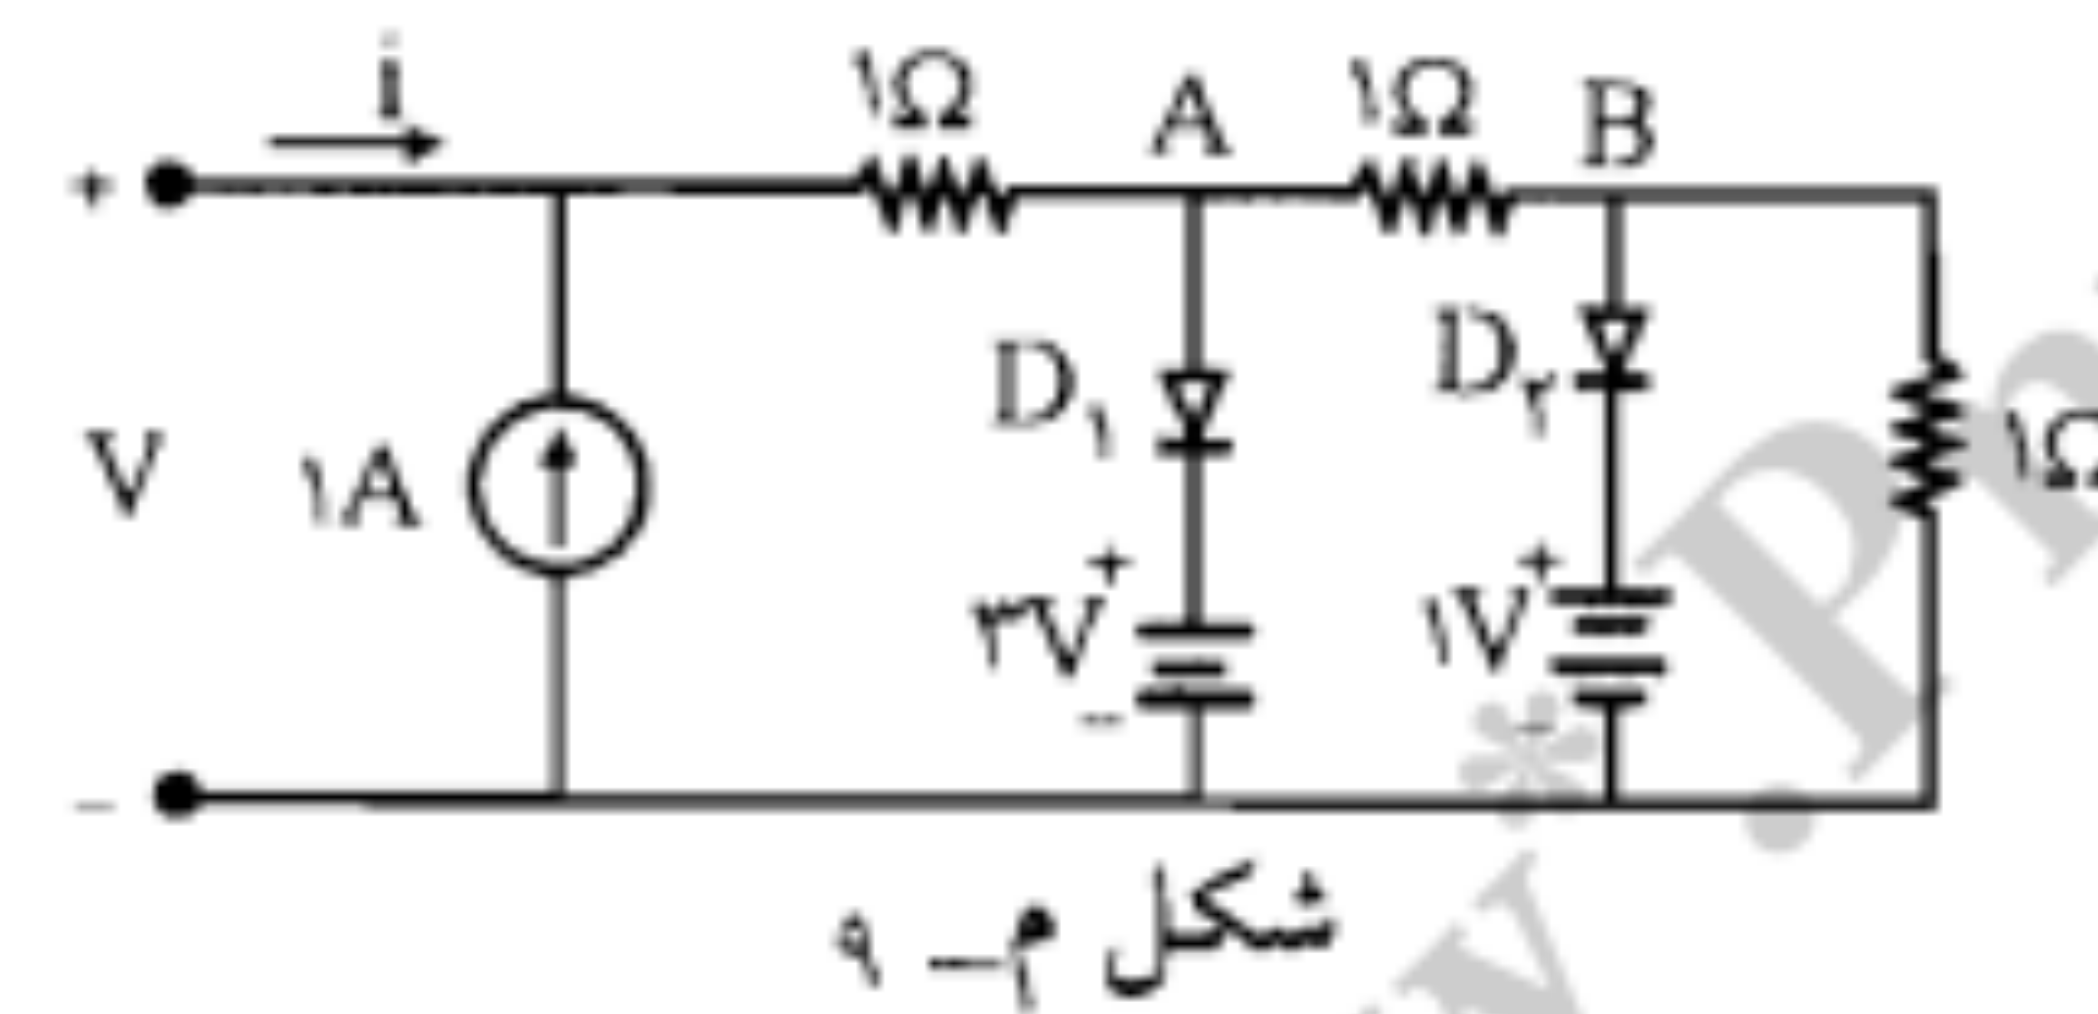 i
۱Ω A ۱Ω B
+
D۱ D۲
V ۱A ۱Ω
+ +
۳V ۱V
- -
-
شکل م- ۹